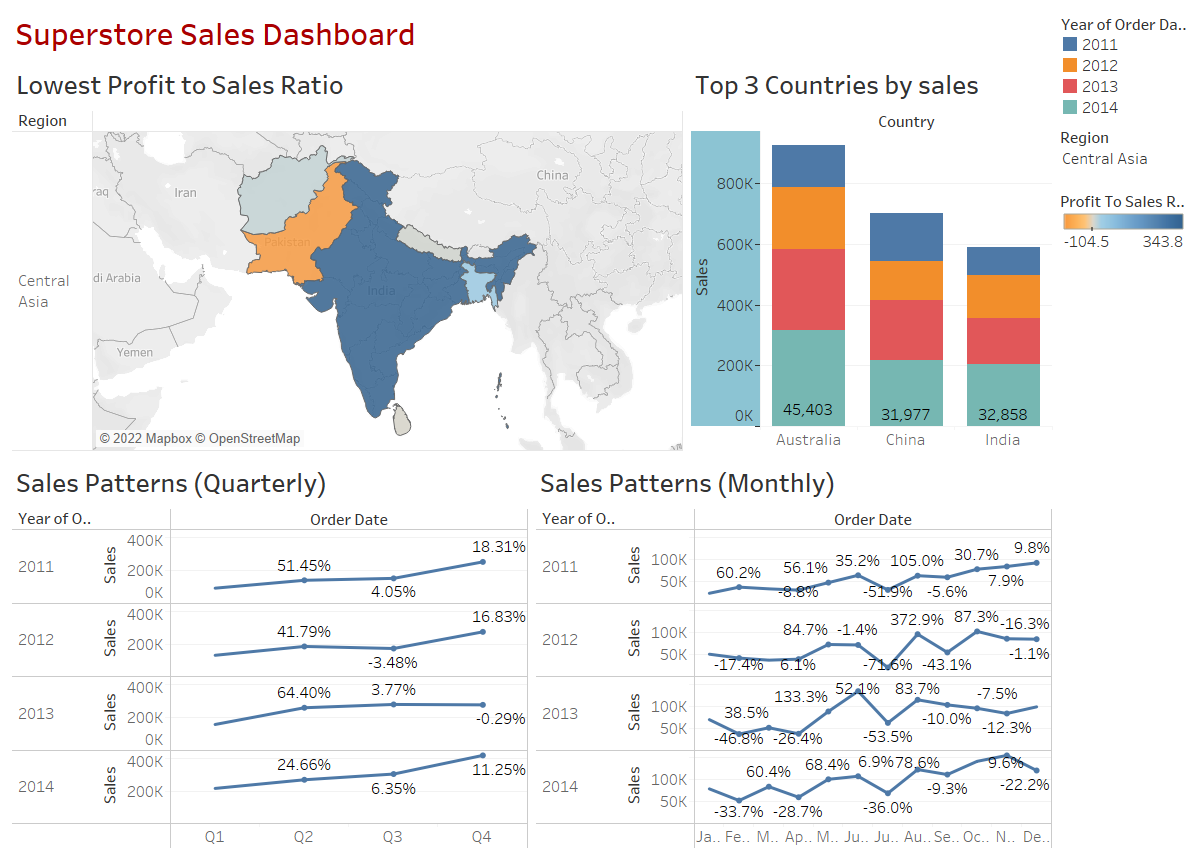 Superstore Sales Dashboard
Year of Order Da..
2011
2012
2013
2014
Region
Central Asia
Profit To Sales R..
-104.5 343.8
Lowest Profit to Sales Ratio
Region
Central
Asia
Iran
China
Pakistan
India
Yemen
© 2022 Mapbox © OpenStreetMap
Top 3 Countries by sales
Country
Sales
800K
600K
400K
200K
0K
45,403 31,977 32,858
Australia China India
Sales Patterns (Quarterly)
Year of O..
Order Date
2011
Sales
400K
200K
0K
51.45% 4.05% 18.31%
2012
Sales
400K
200K
41.79% -3.48% 16.83%
2013
Sales
400K
200K
0K
64.40% 3.77% -0.29%
2014
Sales
400K
200K
24.66% 6.35% 11.25%
Q1 Q2 Q3 Q4
Sales Patterns (Monthly)
Year of O..
Order Date
2011
Sales
100K
50K
60.2% -8.8% 56.1% 35.2% -51.9% 105.0% -5.6% 30.7% 7.9% 9.8%
2012
Sales
100K
50K
-17.4% 6.1% 84.7% -1.4% -71.6% 372.9% -43.1% 87.3% -16.3% -1.1%
2013
Sales
100K
50K
-46.8% 38.5% -26.4% 133.3% 52.1% -53.5% 83.7% -10.0% -7.5% -12.3%
2014
Sales
100K
50K
-33.7% 60.4% -28.7% 68.4% 6.9% -36.0% 78.6% -9.3% 9.6% -22.2%
Ja.. Fe.. M.. Ap.. M.. Ju.. Ju.. Au.. Se.. Oc.. N.. De..